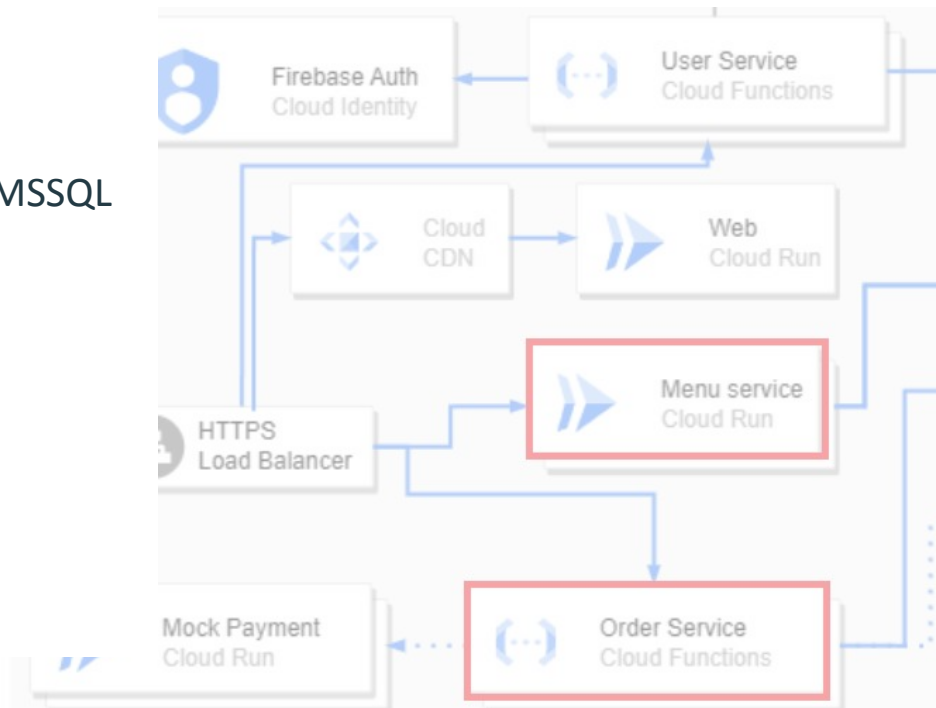 Firebase Auth
Cloud Identity
User Service
Cloud Functions
MSSQL
Cloud
CDN
Web
Cloud Run
Menu service
Cloud Run
HTTPS
Load Balancer
Mock Payment
Cloud Run
Order Service
Cloud Functions